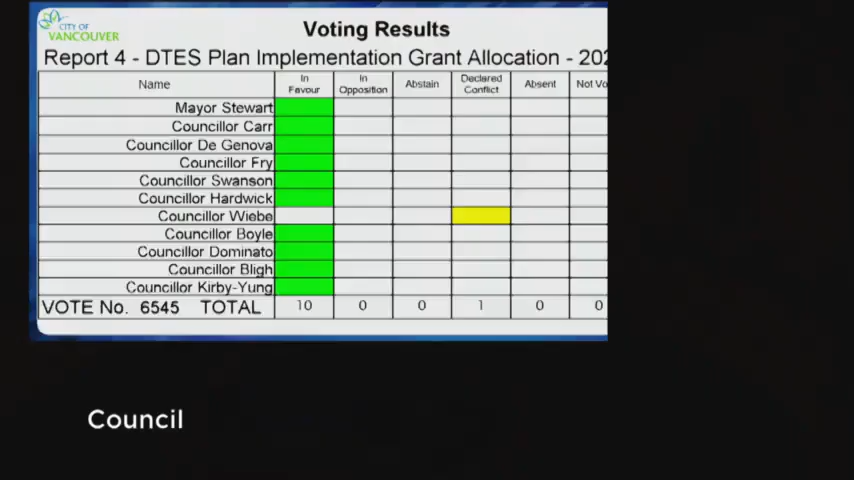 CITY OF
VANCOUVER
Voting Results
Report 4 - DTES Plan Implementation Grant Allocation - 202
Name In Favour In Opposition Abstain Declared Conflict Absent Not Vo
Mayor Stewart
Councillor Carr
Councillor De Genova
Councillor Fry
Councillor Swanson
Councillor Hardwick
Councillor Wiebe
Councillor Boyle
Councillor Dominato
Councillor Bligh
Councillor Kirby-Yung
VOTE No. 6545 TOTAL 10 0 0 1 0 0
Council